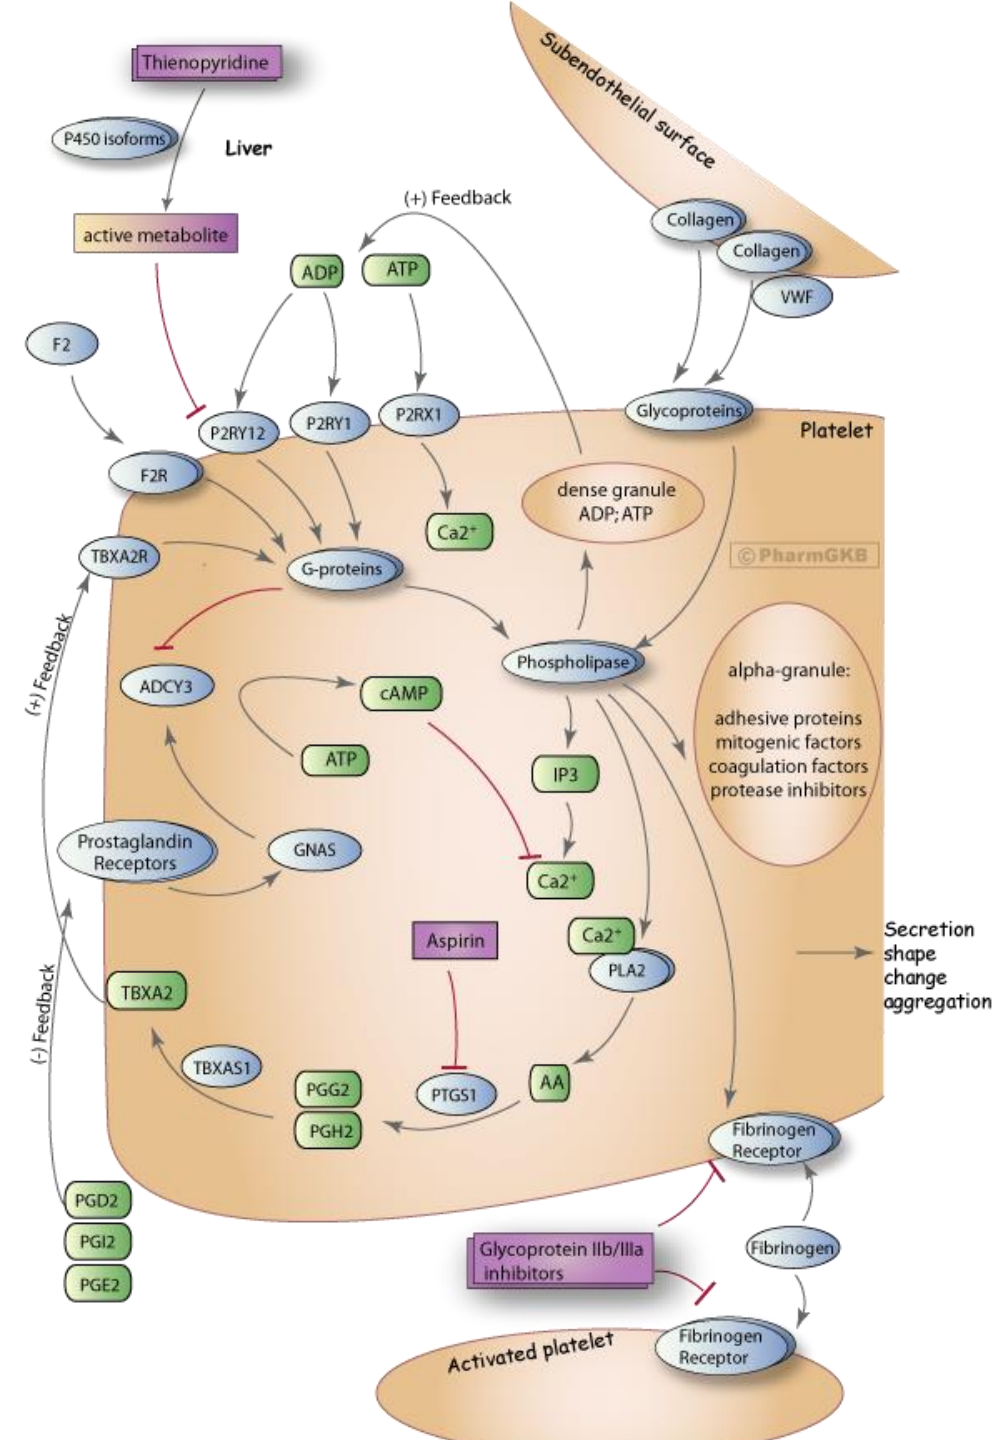 Thienopyridine
P450 isoforms
Liver
active metabolite
Subendothelial surface
Collagen
Collagen
VWF
(+) Feedback
ADP
ATP
F2
P2RY12
P2RY1
P2RX1
Glycoproteins
Platelet
F2R
dense granule
ADP; ATP
Ca2+
TBXA2R
G-proteins
©PharmGKB
(+) Feedback
Phospholipase
ADCY3
cAMP
ATP
IP3
alpha-granule:
adhesive proteins
mitogenic factors
coagulation factors
protease inhibitors
Prostaglandin
Receptors
GNAS
Ca2+
Aspirin
Ca2+
PLA2
Secretion
shape
change
aggregation
TBXA2
(-) Feedback
TBXAS1
PGG2
PGH2
PTGS1
AA
Fibrinogen
Receptor
PGD2
PGI2
PGE2
Glycoprotein IIb/IIIa
inhibitors
Fibrinogen
Activated platelet
Fibrinogen
Receptor